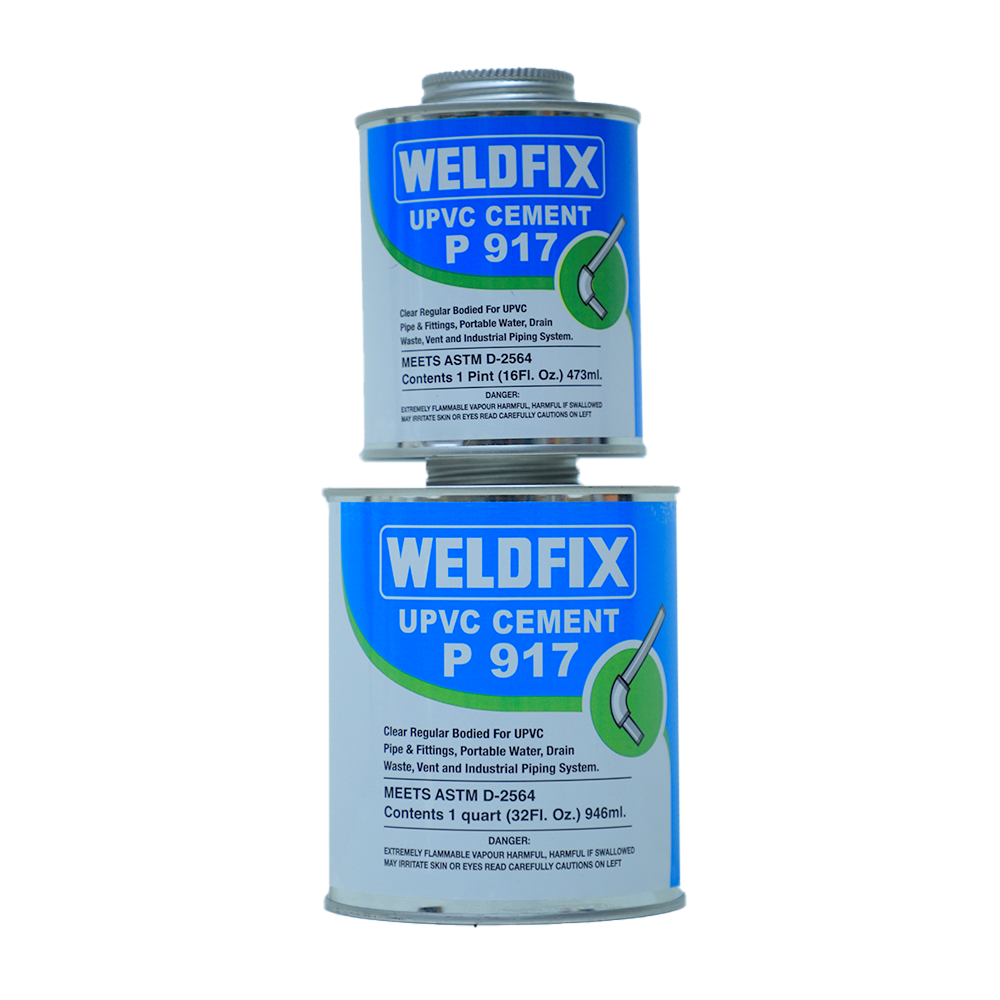 WELDFIX
UPVC CEMENT
P 917
Clear Regular Bodied For UPVC
Pipe & Fittings, Portable Water, Drain
Waste, Vent and Industrial Piping System.
MEETS ASTM D-2564
Contents 1 Pint (16Fl. Oz.) 473ml.
DANGER:
EXTREMELY FLAMMABLE VAPOUR HARMFUL, HARMFUL IF SWALLOWED
MAY IRRITATE SKIN OR EYES READ CAREFULLY CAUTIONS ON LEFT
WELDFIX
UPVC CEMENT
P 917
Clear Regular Bodied For UPVC
Pipe & Fittings, Portable Water, Drain
Waste, Vent and Industrial Piping System.
MEETS ASTM D-2564
Contents 1 quart (32Fl. Oz.) 946ml.
DANGER:
EXTREMELY FLAMMABLE VAPOUR HARMFUL, HARMFUL IF SWALLOWED
MAY IRRITATE SKIN OR EYES READ CAREFULLY CAUTIONS ON LEFT